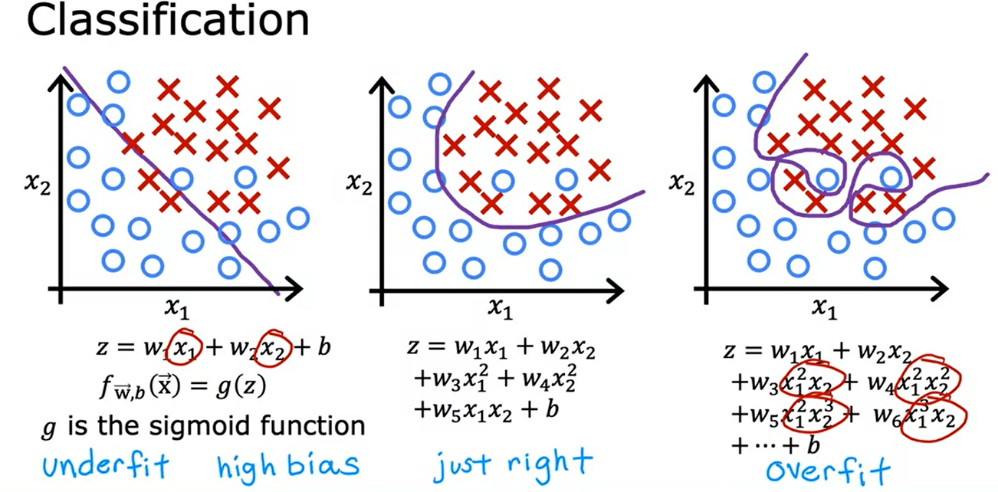 Classification
x₂
x₁
z = w₁x₁ + w₂x₂ + b
f_w⃗,b(x⃗) = g(z)
g is the sigmoid function
underfit high bias
x₂
x₁
z = w₁x₁ + w₂x₂
+w₃x₁² + w₄x₂²
+w₅x₁x₂ + b
just right
x₂
x₁
z = w₁x₁ + w₂x₂
+w₃x₁²x₂ + w₄x₁²x₂²
+w₅x₁²x₂³ + w₆x₁³x₂
+ ⋯ + b
overfit